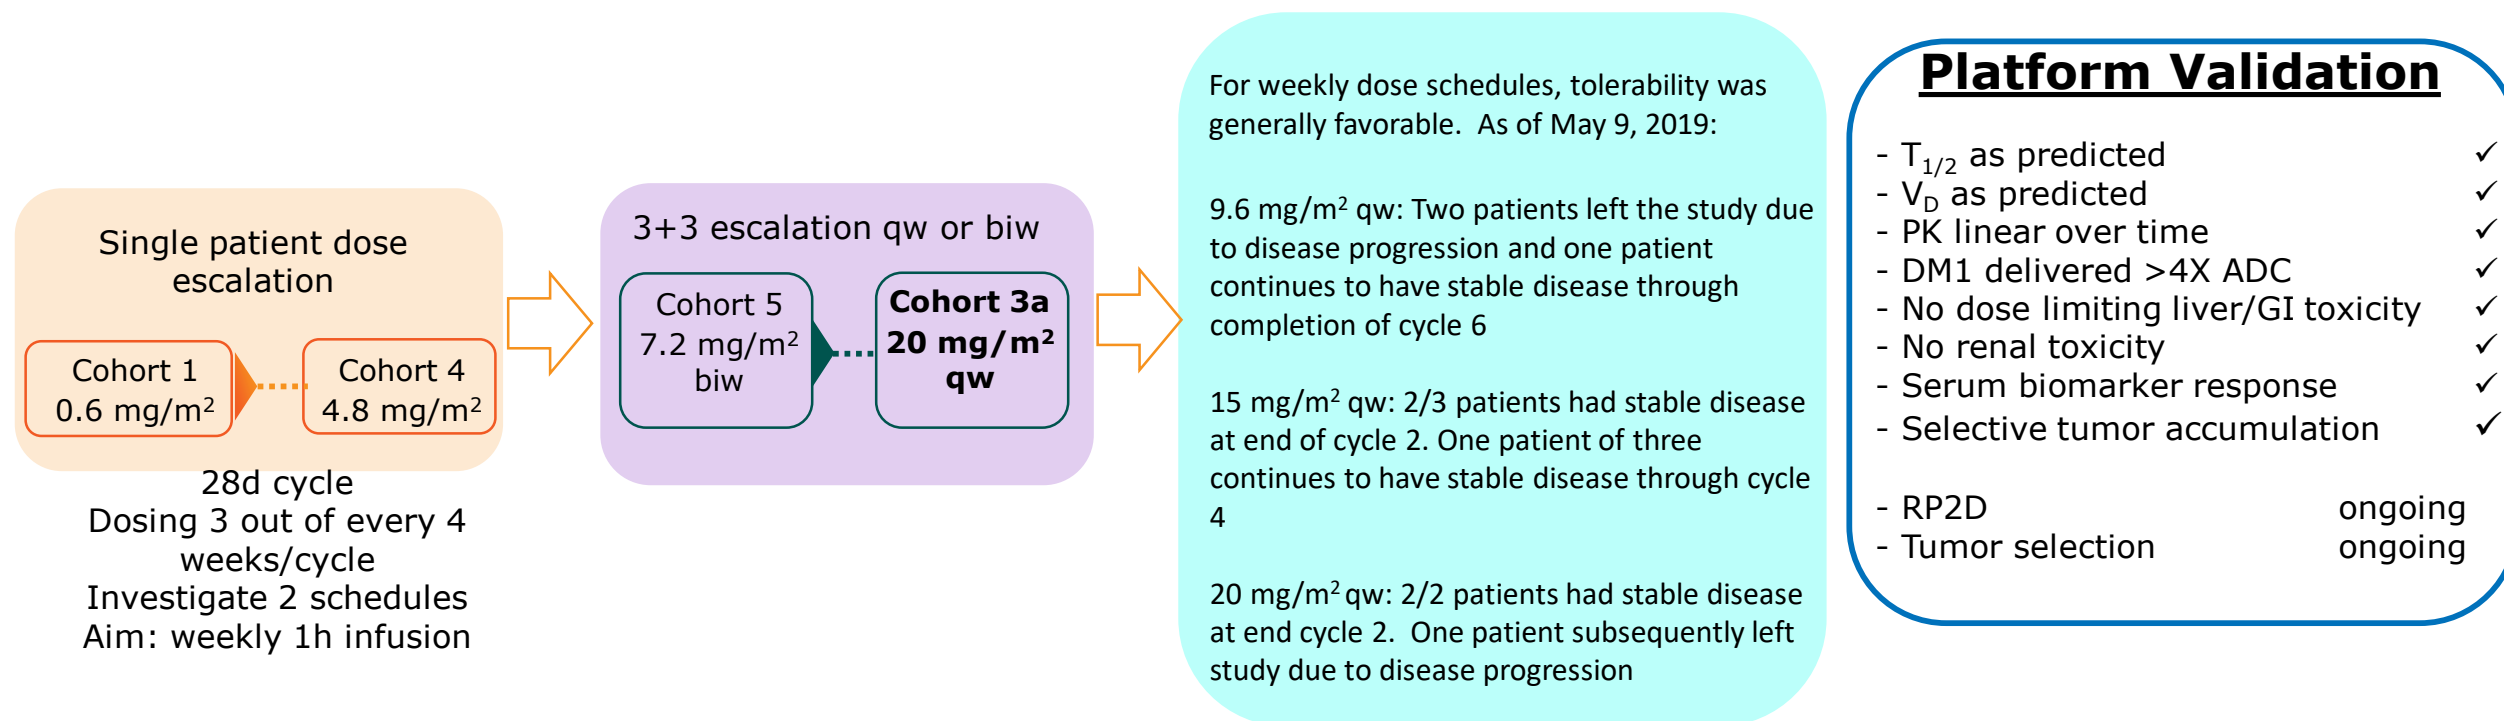 Single patient dose
escalation
Cohort 1
0.6 mg/m²
Cohort 4
4.8 mg/m²
28d cycle
Dosing 3 out of every 4
weeks/cycle
Investigate 2 schedules
Aim: weekly 1h infusion
3+3 escalation qw or biw
Cohort 5
7.2 mg/m²
biw
Cohort 3a
20 mg/m²
qw
For weekly dose schedules, tolerability was
generally favorable.  As of May 9, 2019:
9.6 mg/m² qw: Two patients left the study due
to disease progression and one patient
continues to have stable disease through
completion of cycle 6
15 mg/m² qw: 2/3 patients had stable disease
at end of cycle 2. One patient of three
continues to have stable disease through cycle
4
20 mg/m² qw: 2/2 patients had stable disease
at end cycle 2.  One patient subsequently left
study due to disease progression
Platform Validation
- T1/2 as predicted ✓
- VD as predicted ✓
- PK linear over time ✓
- DM1 delivered >4X ADC ✓
- No dose limiting liver/GI toxicity ✓
- No renal toxicity ✓
- Serum biomarker response ✓
- Selective tumor accumulation ✓
- RP2D ongoing
- Tumor selection ongoing